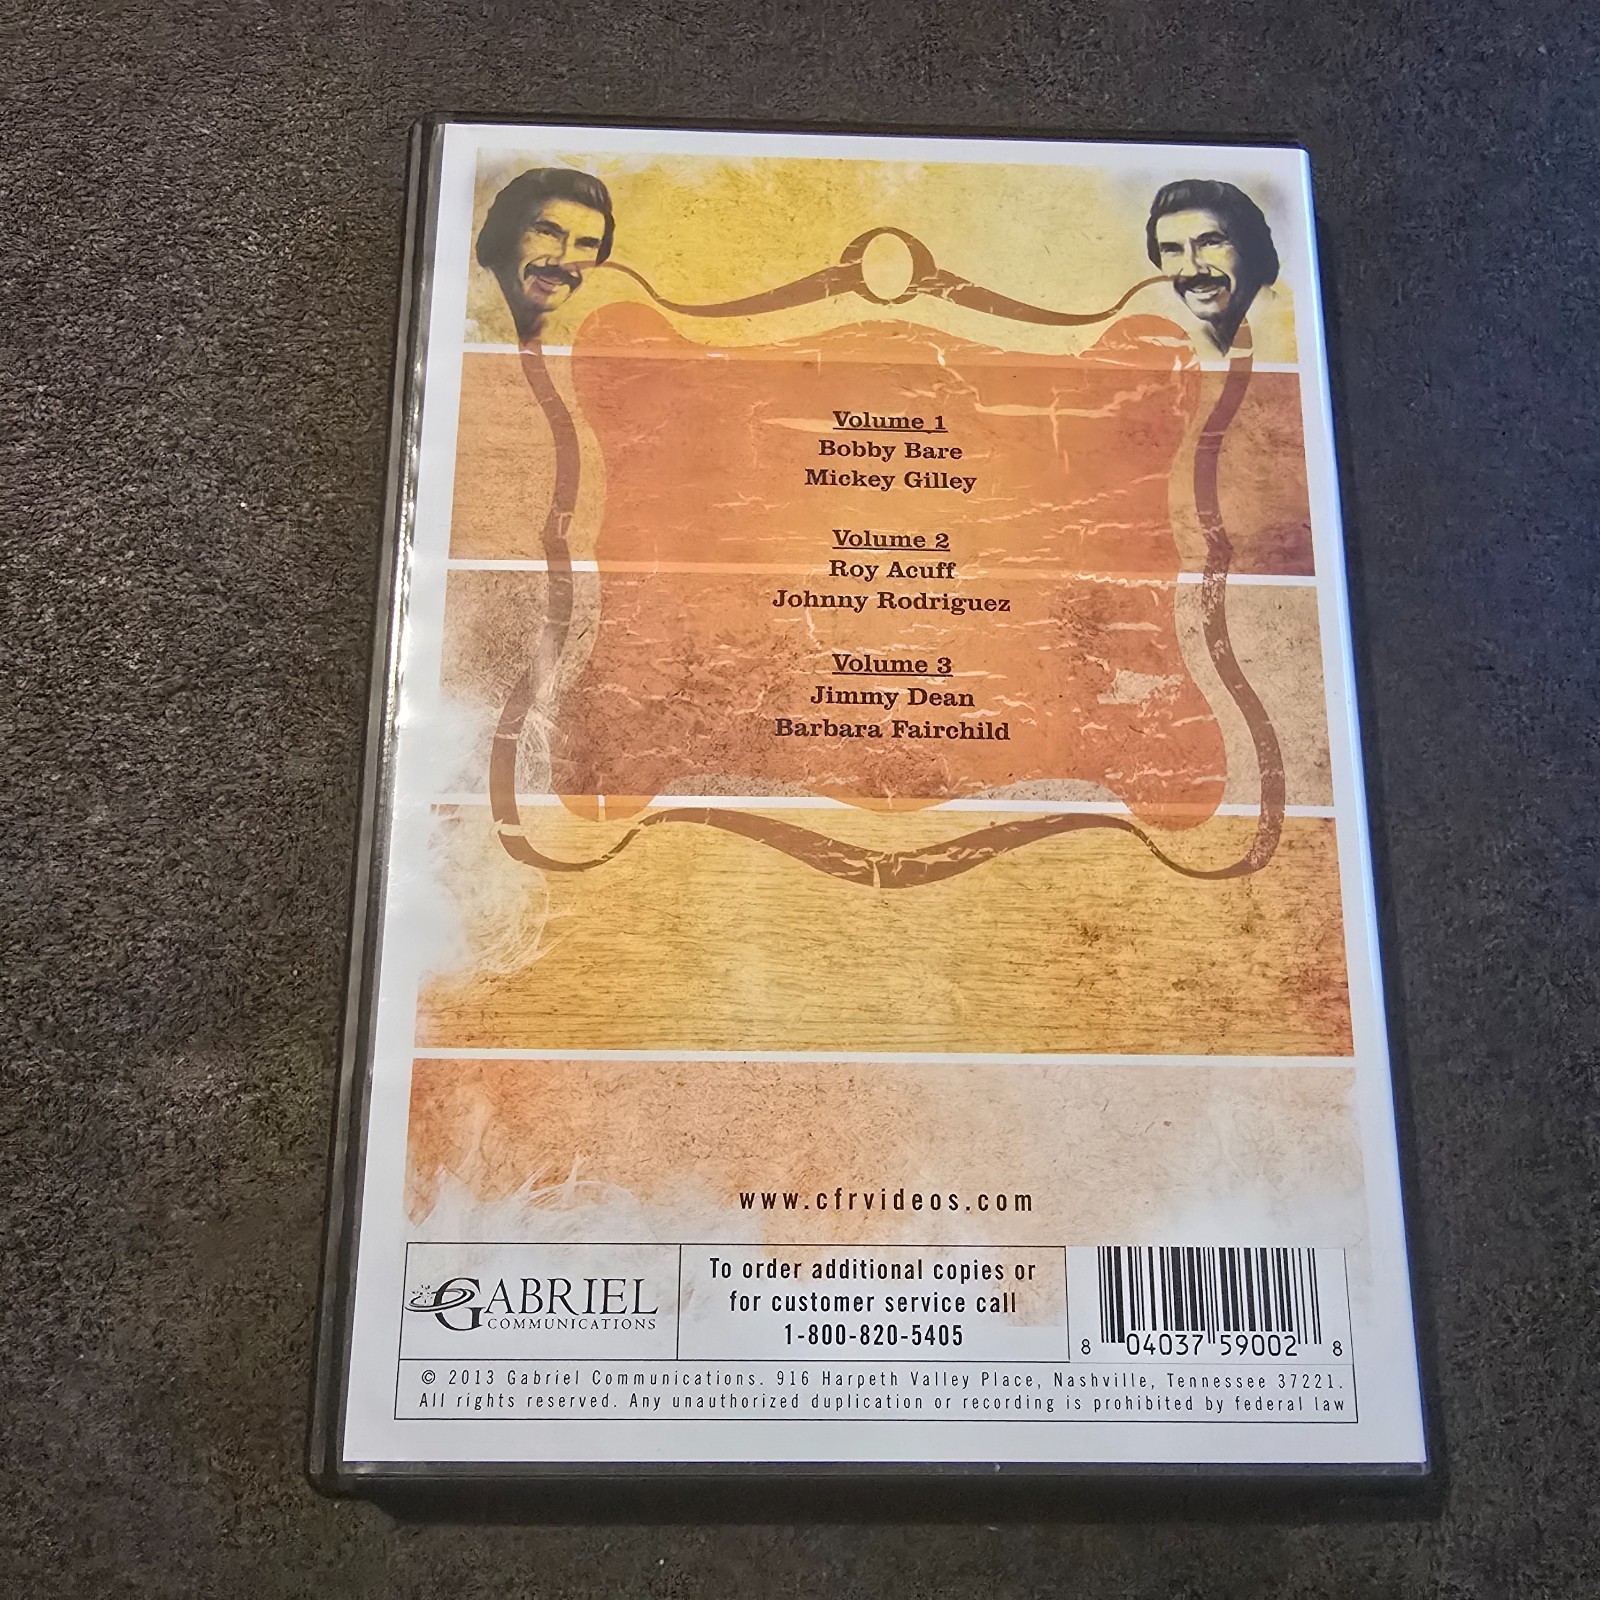 Volume 1
Bobby Bare
Mickey Gilley
Volume 2
Roy Acuff
Johnny Rodriguez
Volume 3
Jimmy Dean
Barbara Fairchild
www.cfrvideos.com
GABRIEL
COMMUNICATIONS
To order additional copies or
for customer service call
1-800-820-5405
8 04037 59002 8
© 2013 Gabriel Communications. 916 Harpeth Valley Place, Nashville, Tennessee 37221.
All rights reserved. Any unauthorized duplication or recording is prohibited by federal law